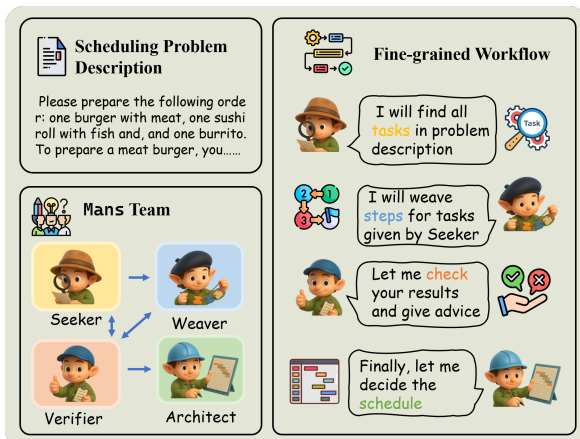 Scheduling Problem
Description
Please prepare the following orde
r: one burger with meat, one sushi
roll with fish and, and one burrito.
To prepare a meat burger, you......
Mans Team
Seeker
Weaver
Verifier
Architect
Fine-grained Workflow
I will find all
tasks in problem
description
Task
2
1
3
I will weave
steps for tasks
given by Seeker
Let me check
your results
and give advice
Finally, let me
decide the
schedule